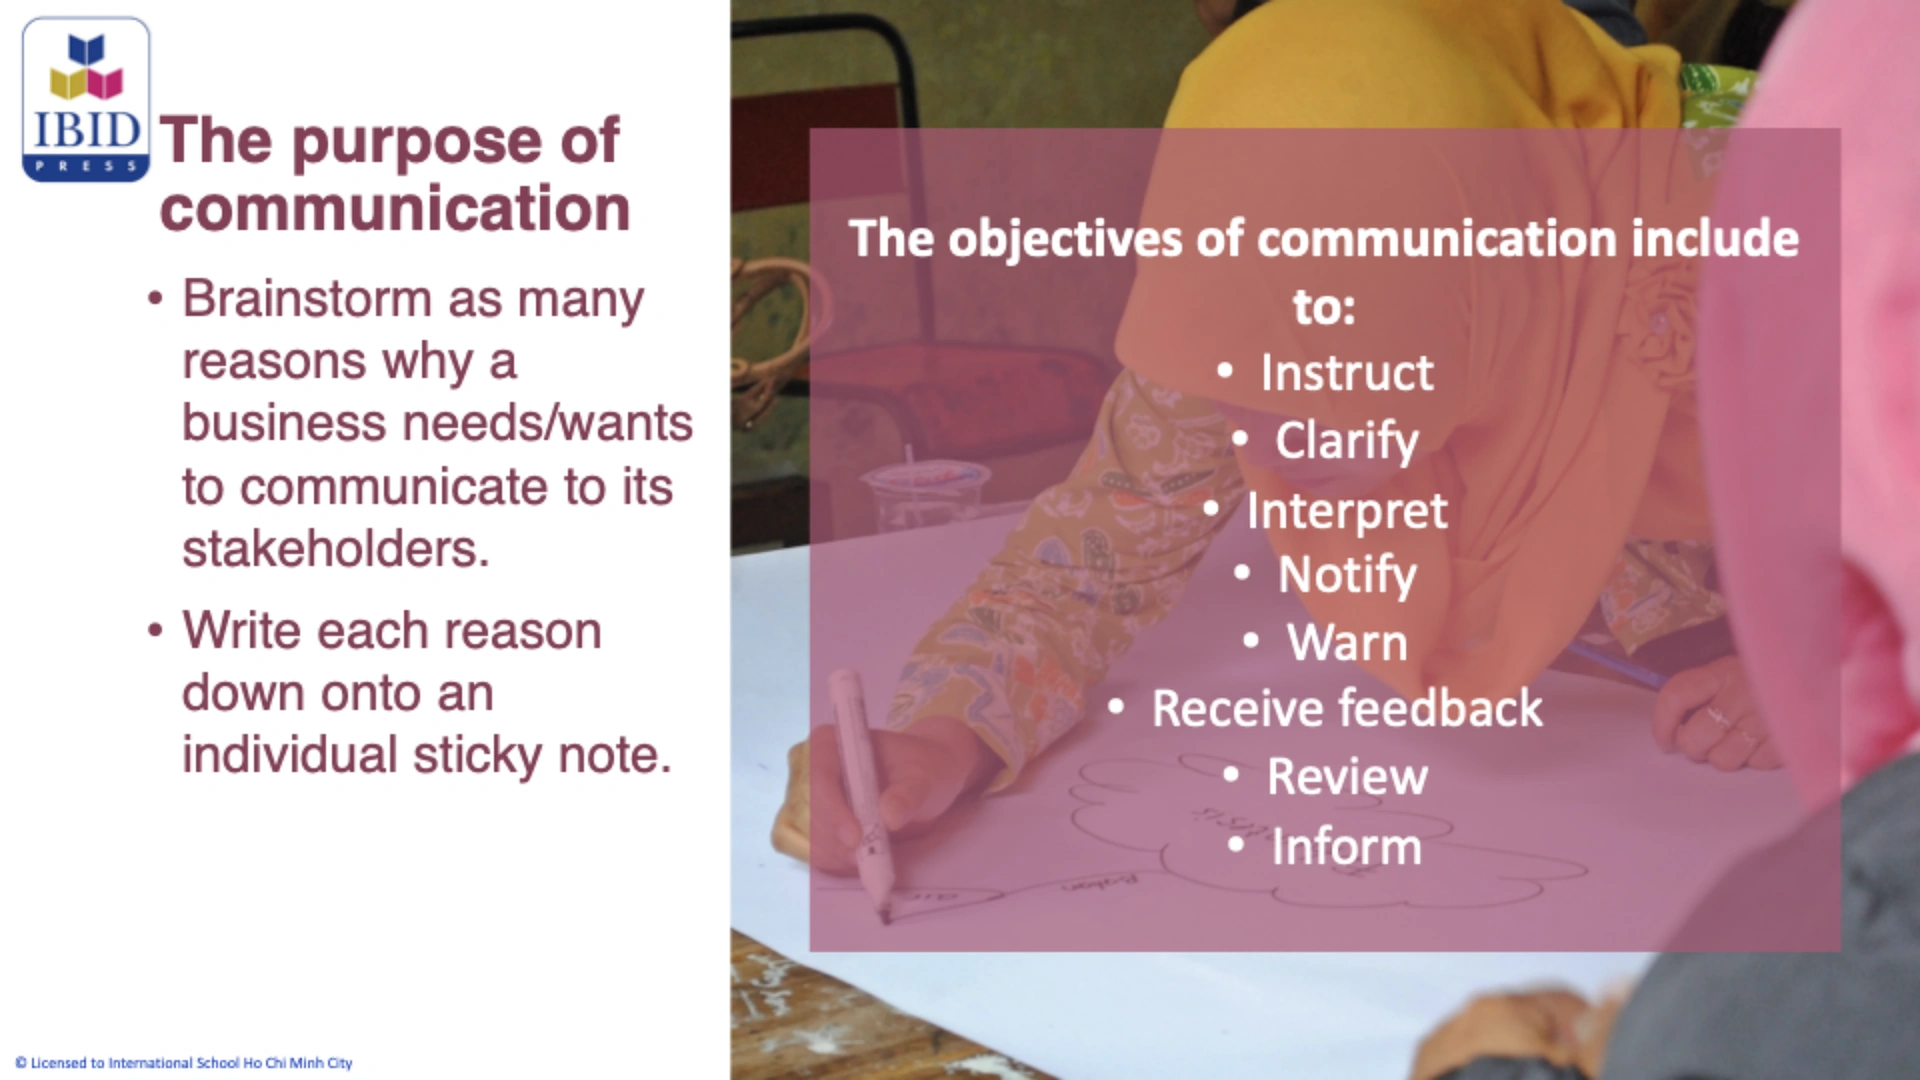 IBID
PRESS
The purpose of
communication
• Brainstorm as many
reasons why a
business needs/wants
to communicate to its
stakeholders.
• Write each reason
down onto an
individual sticky note.
The objectives of communication include
to:
• Instruct
• Clarify
• Interpret
• Notify
• Warn
• Receive feedback
• Review
• Inform
© Licensed to International School Ho Chi Minh City